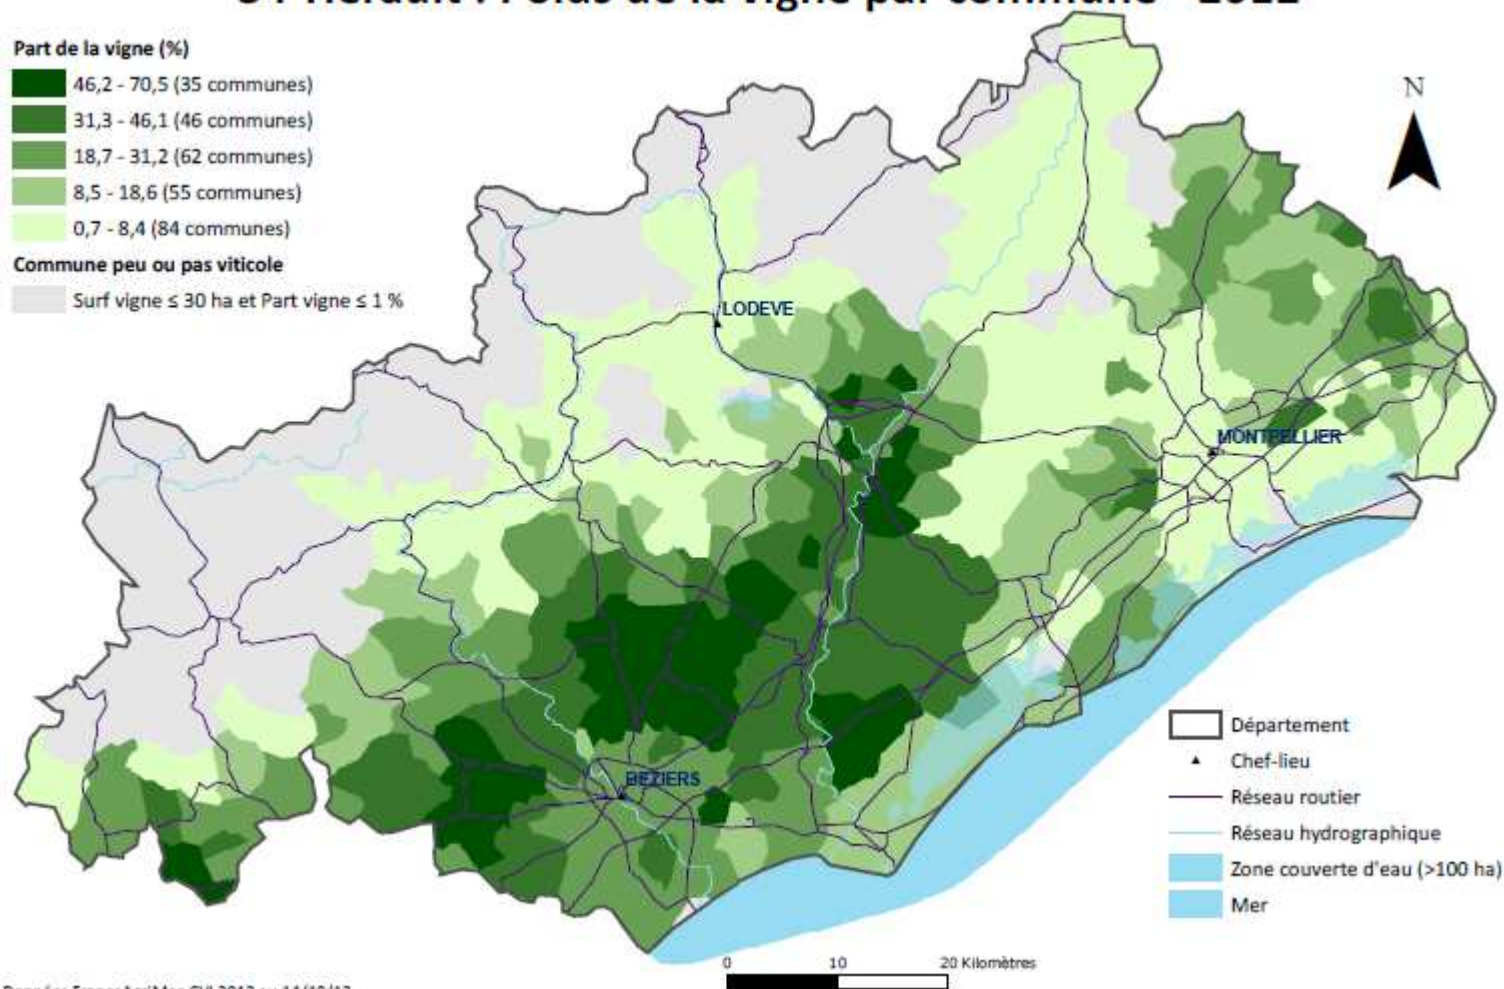 Part de la vigne (%)
46,2 - 70,5 (35 communes)
31,3 - 46,1 (46 communes)
18,7 - 31,2 (62 communes)
8,5 - 18,6 (55 communes)
0,7 - 8,4 (84 communes)
Commune peu ou pas viticole
Surf vigne ≤ 30 ha et Part vigne ≤ 1 %
N
LODEVE
MONTPELLIER
BEZIERS
Département
Chef-lieu
Réseau routier
Réseau hydrographique
Zone couverte d'eau (>100 ha)
Mer
0 10 20 Kilomètres